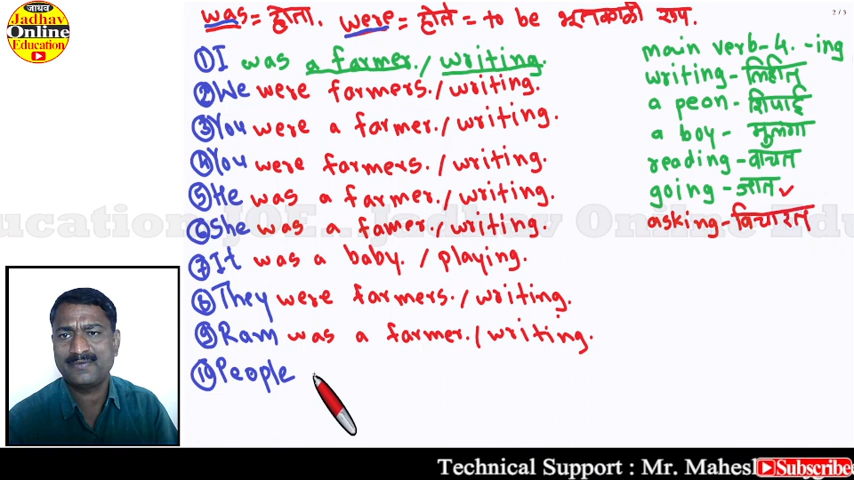 जाधव
Jadhav
Online
Education
was = होता. were = होते = to be भूतकाळी रूप.
2/5
① I was a farmer. / writing.
② We were farmers. / writing.
③ You were a farmer. / writing.
④ You were farmers. / writing.
⑤ He was a farmer. / writing.
⑥ She was a famer. / writing.
⑦ It was a baby. / playing.
⑧ They were farmers. / writing.
⑨ Ram was a farmer. / writing.
⑩ People
main verb - 4. -ing
writing - लिहीत
a peon - शिपाई
a boy - मुलगा
reading - वाचत
going - जात ✓
asking - विचारत
Technical Support : Mr. Mahes
Subscribe